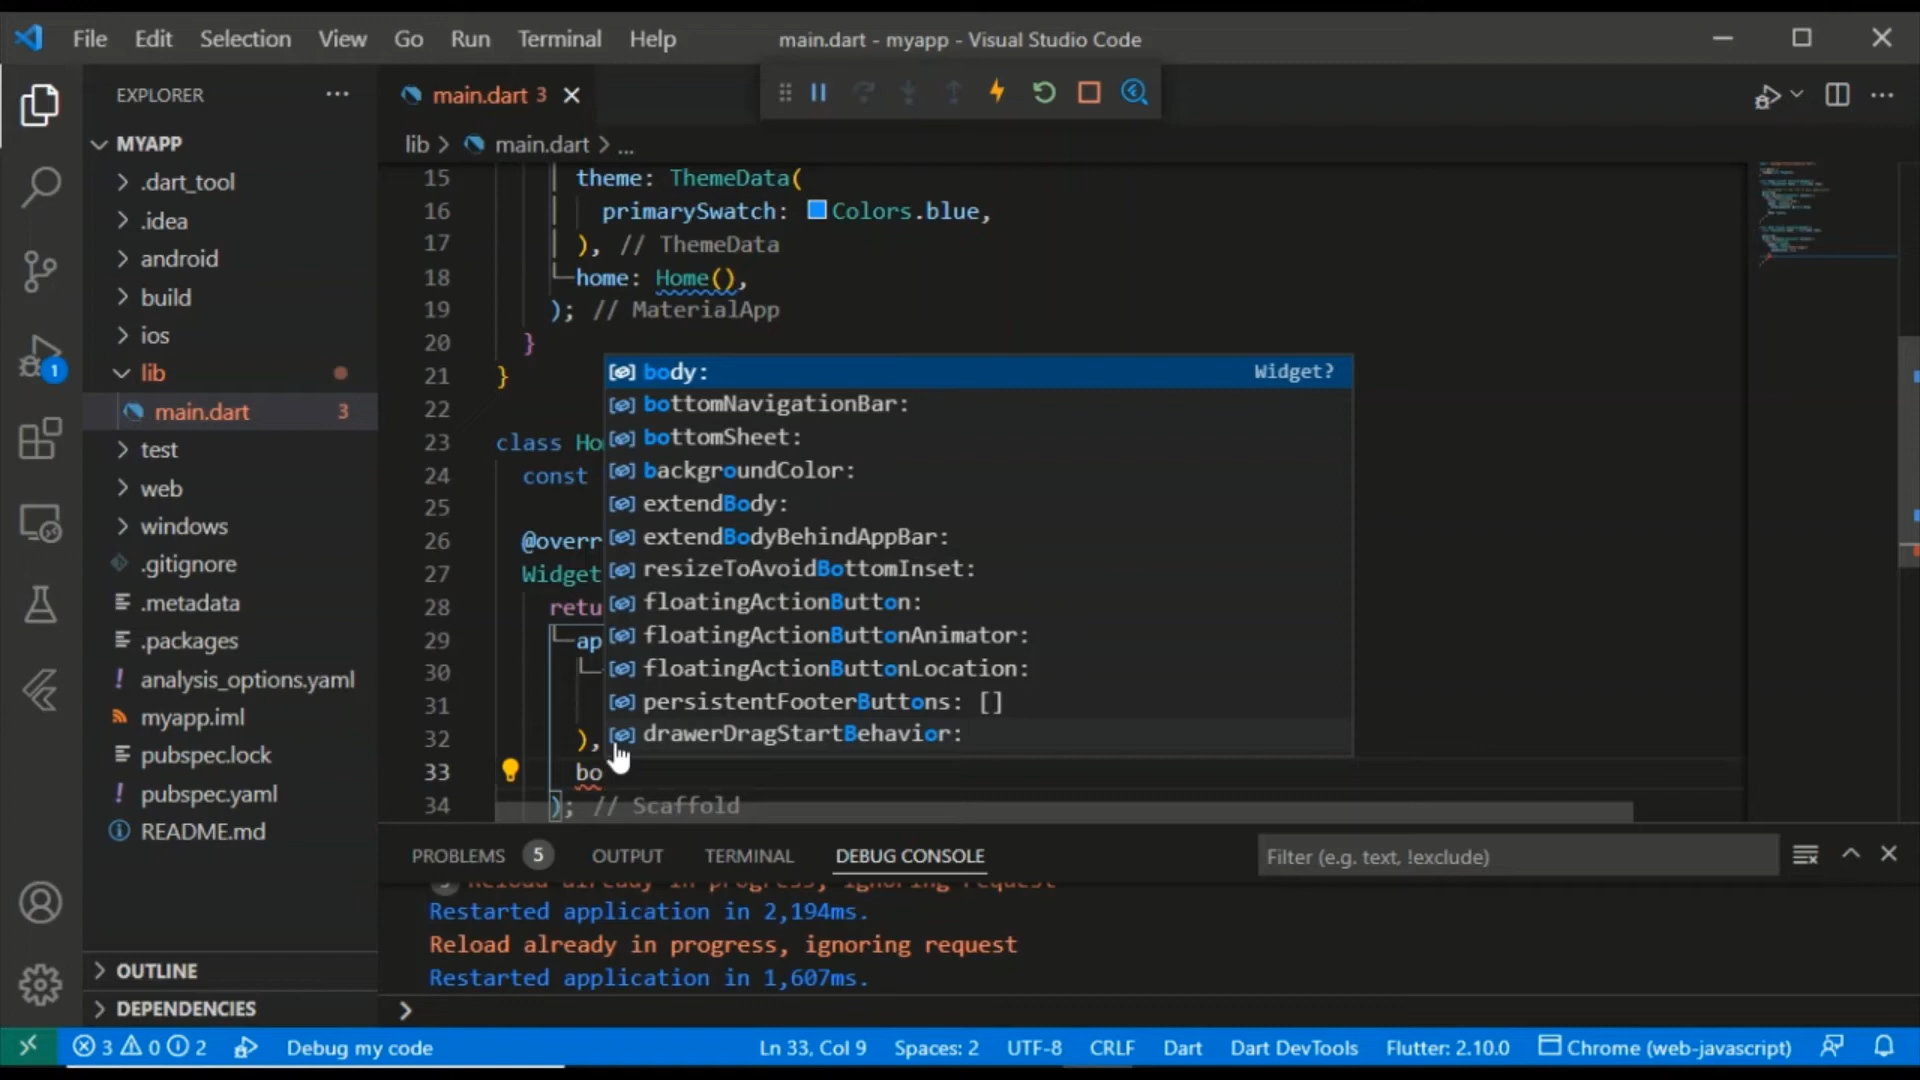 File Edit Selection View Go Run Terminal Help
main.dart - myapp - Visual Studio Code
EXPLORER
main.dart 3
MYAPP
lib > main.dart > ...
.dart_tool
.idea
android
build
ios
lib
main.dart 3
test
web
windows
.gitignore
.metadata
.packages
analysis_options.yaml
myapp.iml
pubspec.lock
pubspec.yaml
README.md
OUTLINE
DEPENDENCIES
1
15 theme: ThemeData(
16 primarySwatch: Colors.blue,
17 ), // ThemeData
18 home: Home(),
19 ); // MaterialApp
20 }
21 }
22
23 class Ho
24 const
25
26 @overr
27 Widget
28 retu
29 ap
30
31
32 ),
33 bo
34 ); // Scaffold
body: Widget?
bottomNavigationBar:
bottomSheet:
backgroundColor:
extendBody:
extendBodyBehindAppBar:
resizeToAvoidBottomInset:
floatingActionButton:
floatingActionButtonAnimator:
floatingActionButtonLocation:
persistentFooterButtons: []
drawerDragStartBehavior:
PROBLEMS 5 OUTPUT TERMINAL DEBUG CONSOLE Filter (e.g. text, !exclude)
Reload already in progress, ignoring request
Restarted application in 2,194ms.
Reload already in progress, ignoring request
Restarted application in 1,607ms.
3 0 2 Debug my code Ln 33, Col 9 Spaces: 2 UTF-8 CRLF Dart Dart DevTools Flutter: 2.10.0 Chrome (web-javascript)